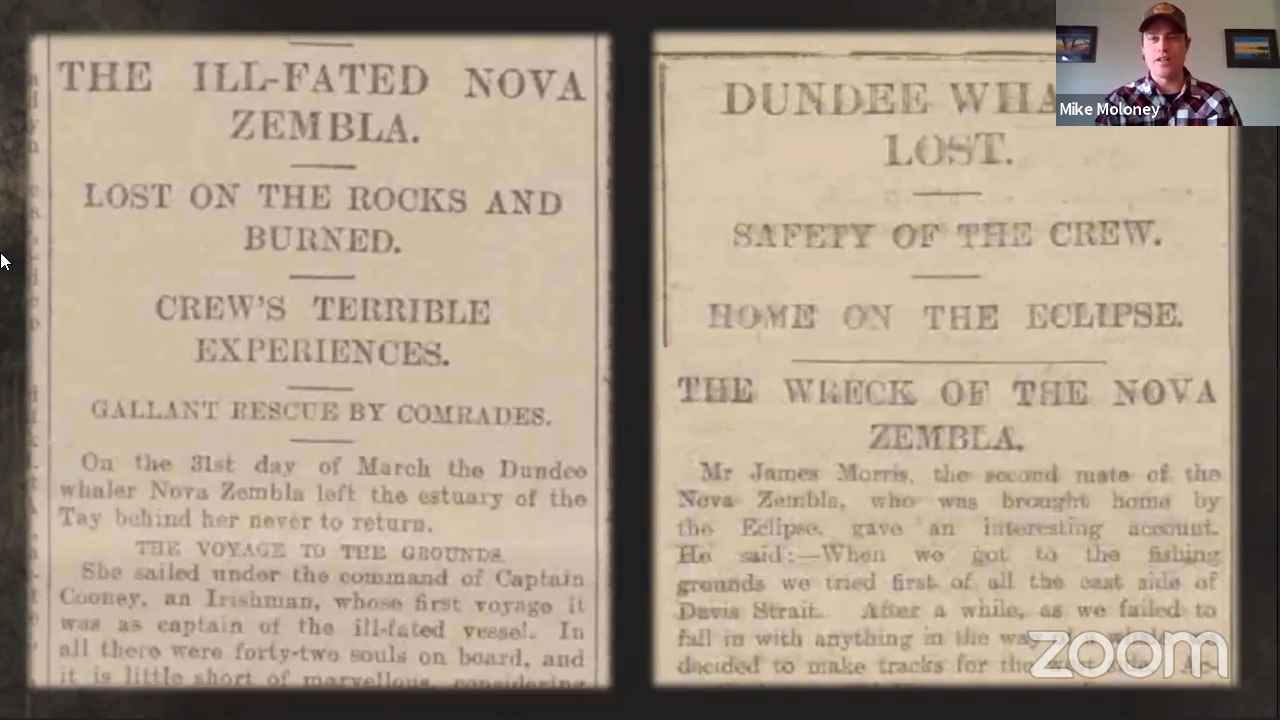 THE ILL-FATED NOVA
ZEMBLA.
LOST ON THE ROCKS AND
BURNED.
CREW'S TERRIBLE
EXPERIENCES.
GALLANT RESCUE BY COMRADES.
On the 31st day of March the Dundee
whaler Nova Zembla left the estuary of the
Tay behind her never to return.
THE VOYAGE TO THE GROUNDS.
She sailed under the command of Captain
Cooney, an Irishman, whose first voyage it
was as captain of the ill-fated vessel. In
all there were forty-two souls on board, and
it is little short of marvellous, considering
DUNDEE WHA
LOST.
SAFETY OF THE CREW.
HOME ON THE ECLIPSE.
THE WRECK OF THE NOVA
ZEMBLA.
Mr James Morris, the second mate of the
Nova Zembla, who was brought home by
the Eclipse, gave an interesting account.
He said:—When we got to the fishing
grounds we tried first of all the east side of
Davis Strait. After a while, as we failed to
fall in with anything in the way
decided to make tracks for the
Mike Moloney
zoom